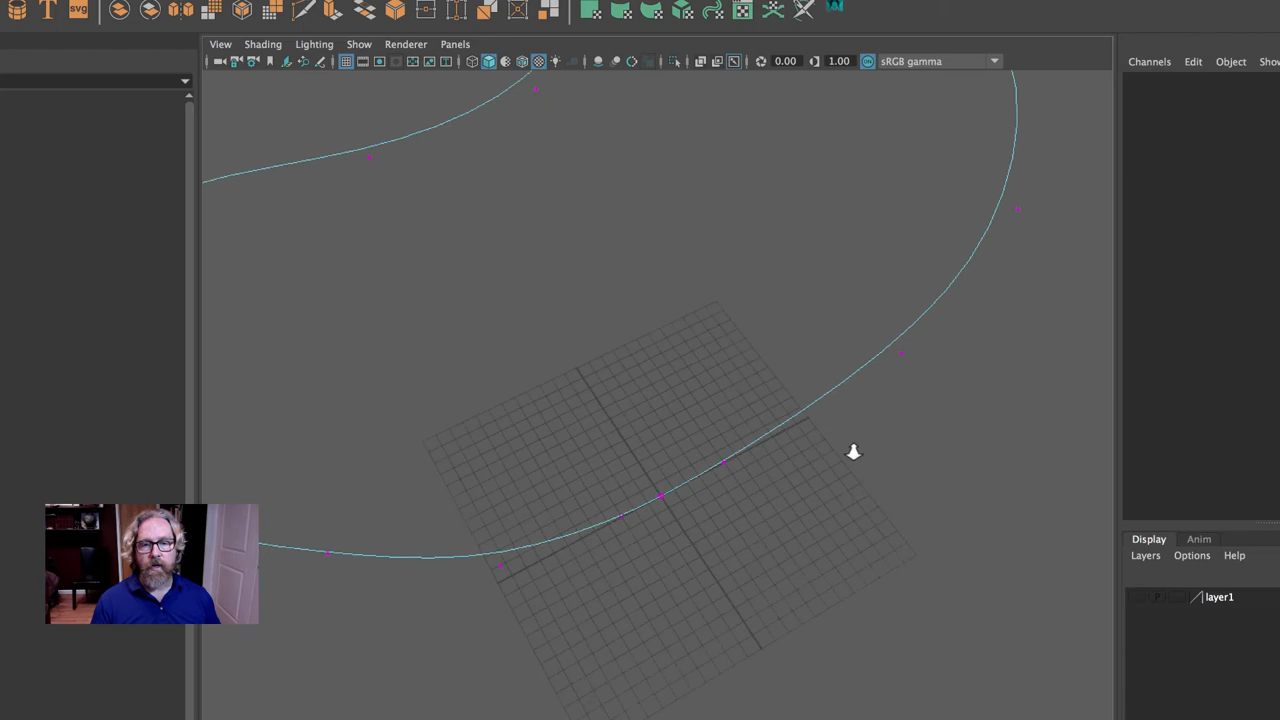 T svg
View Shading Lighting Show Renderer Panels
0.00 1.00 sRGB gamma
Channels Edit Object Show
Display Anim
Layers Options Help
P layer1